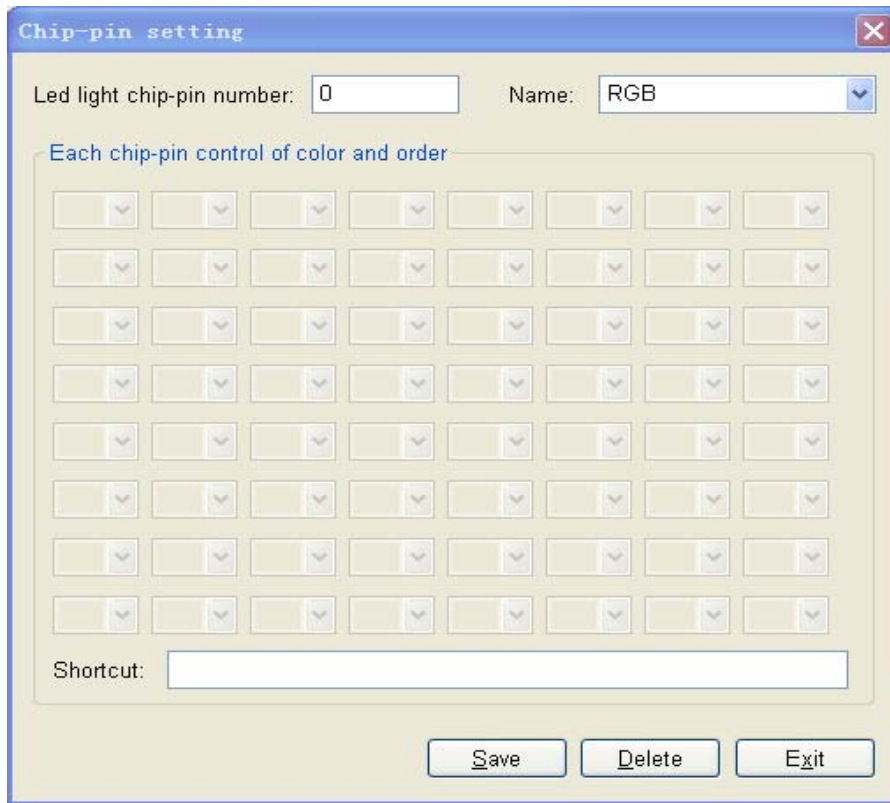 Chip-pin setting
Led light chip-pin number: 0 Name: RGB
Each chip-pin control of color and order
Shortcut:
Save Delete Exit